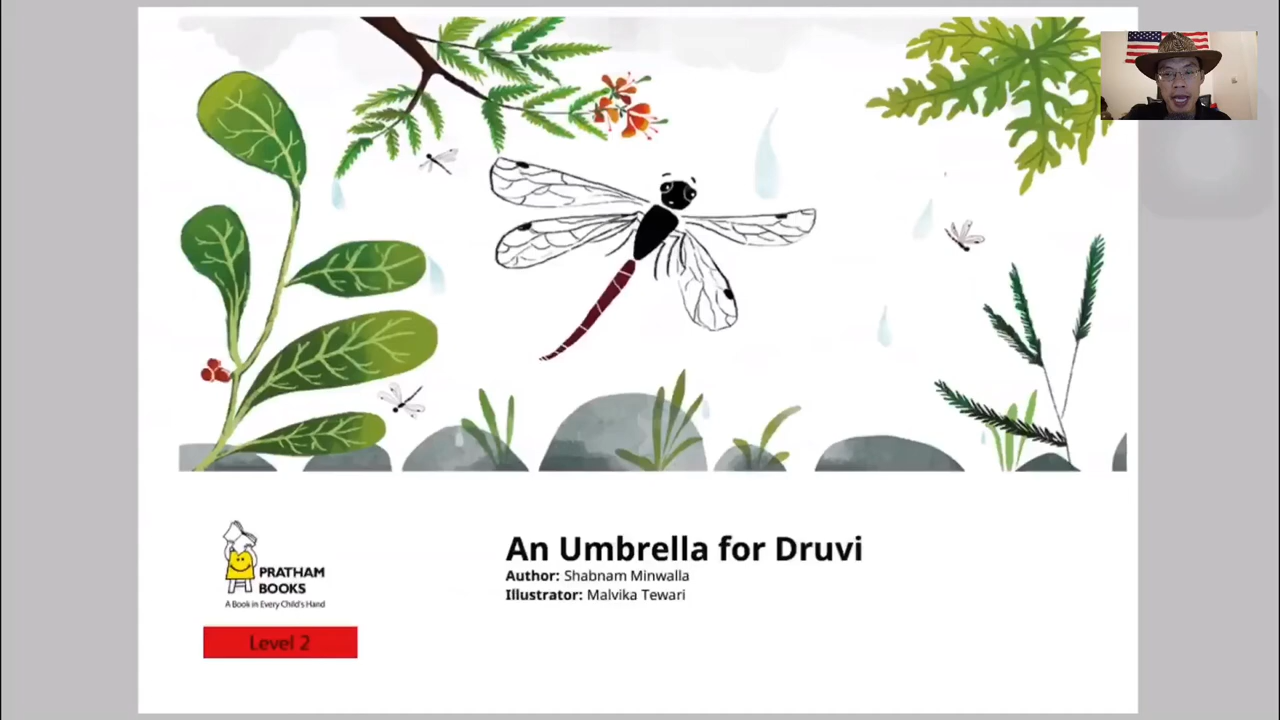 An Umbrella for Druvi
Author: Shabnam Minwalla
Illustrator: Malvika Tewari
PRATHAM
BOOKS
A Book in Every Child's Hand
Level 2